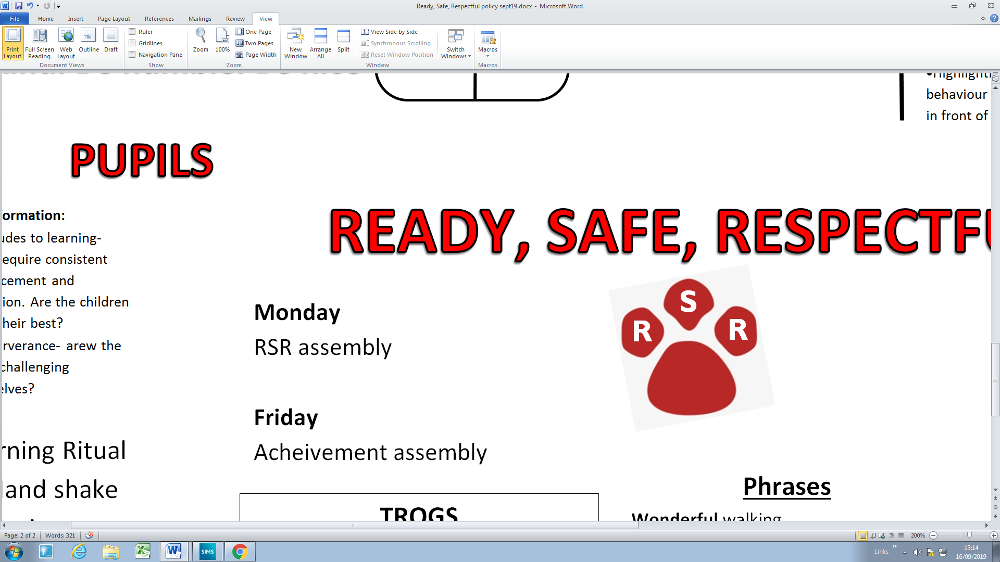 Ready, Safe, Respectful policy sept19.docx - Microsoft Word
File Home Insert Page Layout References Mailings Review View
Print Layout
Full Screen Reading
Web Layout
Outline
Draft
Document Views
Ruler
Gridlines
Navigation Pane
Show
Zoom
100%
One Page
Two Pages
Page Width
Zoom
New Window
Arrange All
Split
View Side by Side
Synchronous Scrolling
Reset Window Position
Window
Switch Windows
Macros
Macros
behaviour
in front of
PUPILS
ormation:
udes to learning-
equire consistent
cement and
ion. Are the children
heir best?
erverance- arew the
challenging
elves?
rning Ritual
and shake
READY, SAFE, RESPECTFU
Monday
RSR assembly
Friday
Acheivement assembly
S
R R
TROGS
Phrases
Wonderful walking
Page: 2 of 2 Words: 321
200%
SIMS
Links
13:14
16/09/2019